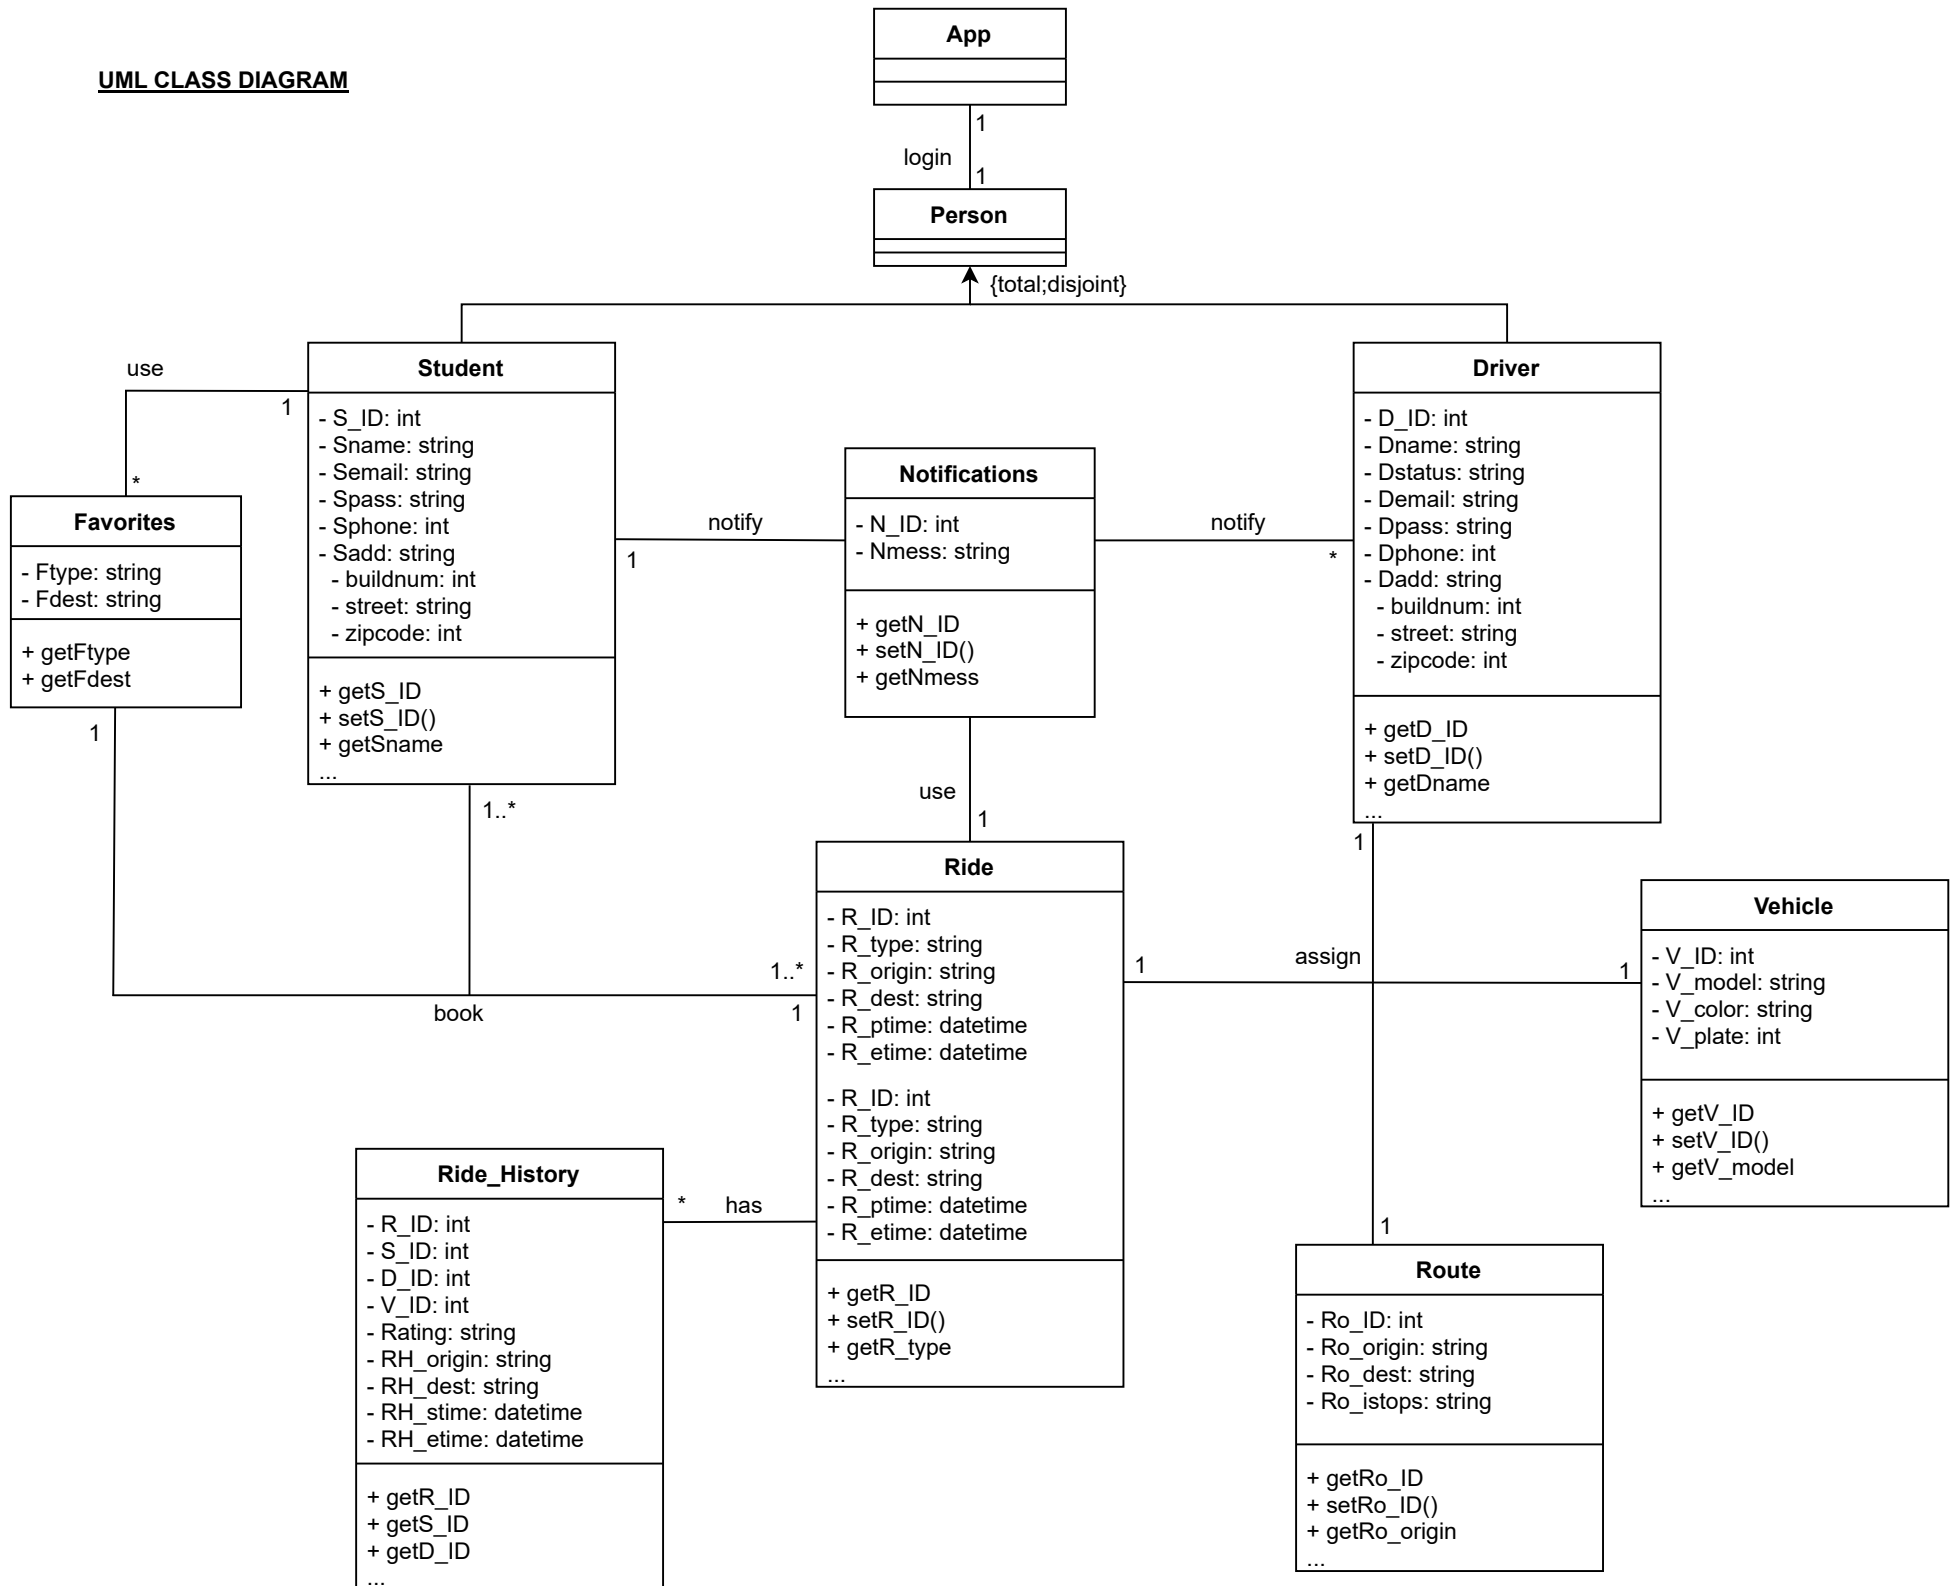 UML CLASS DIAGRAM
App
1
login
1
Person
{total;disjoint}
use
1
*
Student
- S_ID: int
- Sname: string
- Semail: string
- Spass: string
- Sphone: int
- Sadd: string
- buildnum: int
- street: string
- zipcode: int
+ getS_ID
+ setS_ID()
+ getSname
...
1..*
Driver
- D_ID: int
- Dname: string
- Dstatus: string
- Demail: string
- Dpass: string
- Dphone: int
- Dadd: string
- buildnum: int
- street: string
- zipcode: int
+ getD_ID
+ setD_ID()
+ getDname
...
1
Favorites
- Ftype: string
- Fdest: string
+ getFtype
+ getFdest
1
notify
1
Notifications
- N_ID: int
- Nmess: string
+ getN_ID
+ setN_ID()
+ getNmess
notify
*
use
1
Ride
- R_ID: int
- R_type: string
- R_origin: string
- R_dest: string
- R_ptime: datetime
- R_etime: datetime
- R_ID: int
- R_type: string
- R_origin: string
- R_dest: string
- R_ptime: datetime
- R_etime: datetime
+ getR_ID
+ setR_ID()
+ getR_type
...
1..*
book
1
1
assign
1
Vehicle
- V_ID: int
- V_model: string
- V_color: string
- V_plate: int
+ getV_ID
+ setV_ID()
+ getV_model
...
Ride_History
- R_ID: int
- S_ID: int
- D_ID: int
- V_ID: int
- Rating: string
- RH_origin: string
- RH_dest: string
- RH_stime: datetime
- RH_etime: datetime
+ getR_ID
+ getS_ID
+ getD_ID
...
*
has
1
Route
- Ro_ID: int
- Ro_origin: string
- Ro_dest: string
- Ro_istops: string
+ getRo_ID
+ setRo_ID()
+ getRo_origin
...